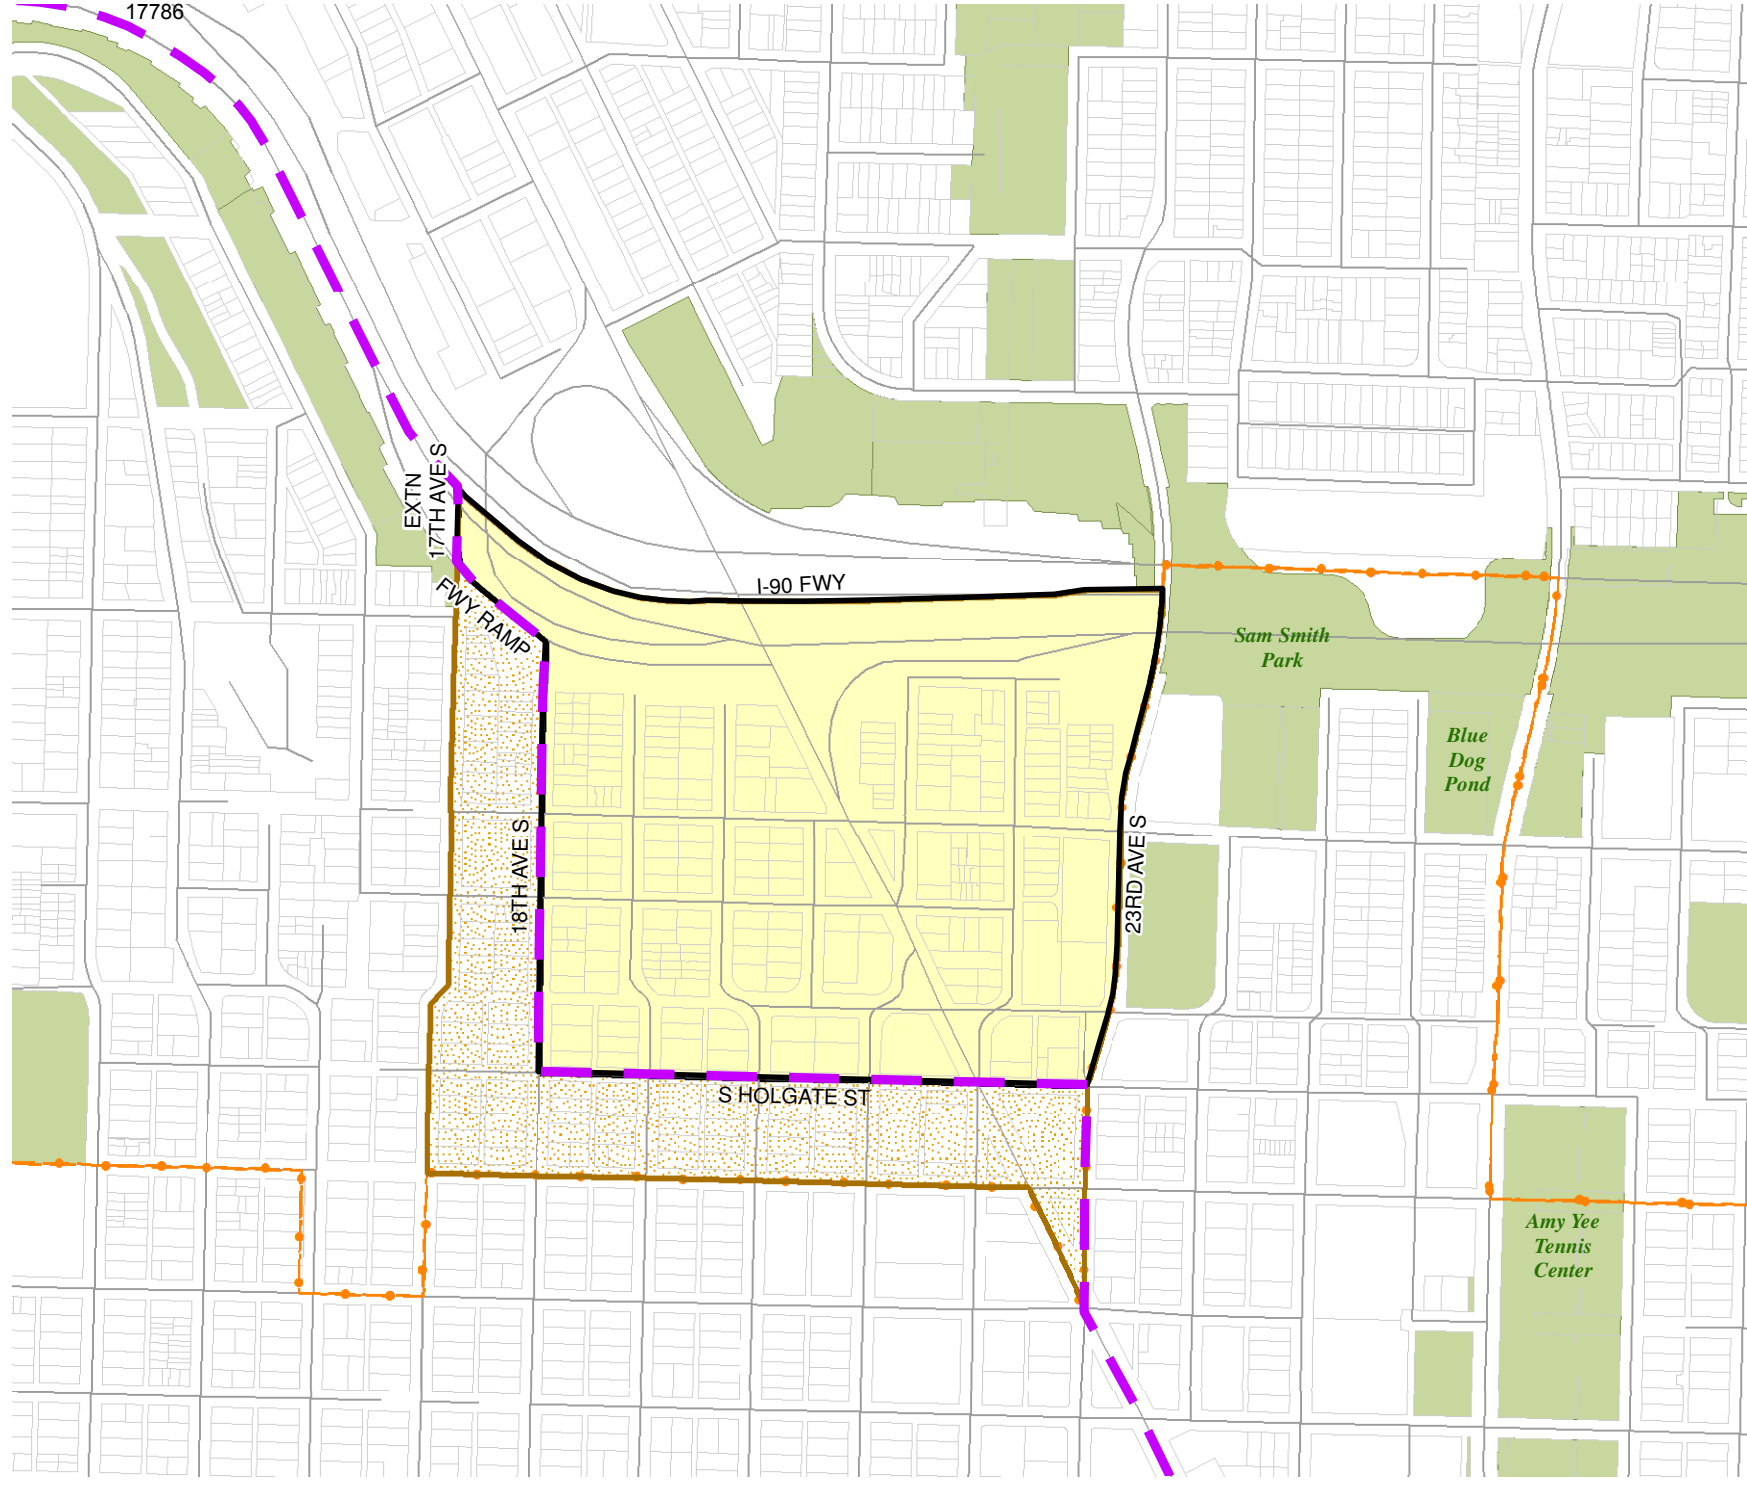 17786
EXTN
17TH AVE S
FWY RAMP
I-90 FWY
Sam Smith
Park
Blue
Dog
Pond
18TH AVE S
23RD AVE S
S HOLGATE ST
Amy Yee
Tennis
Center